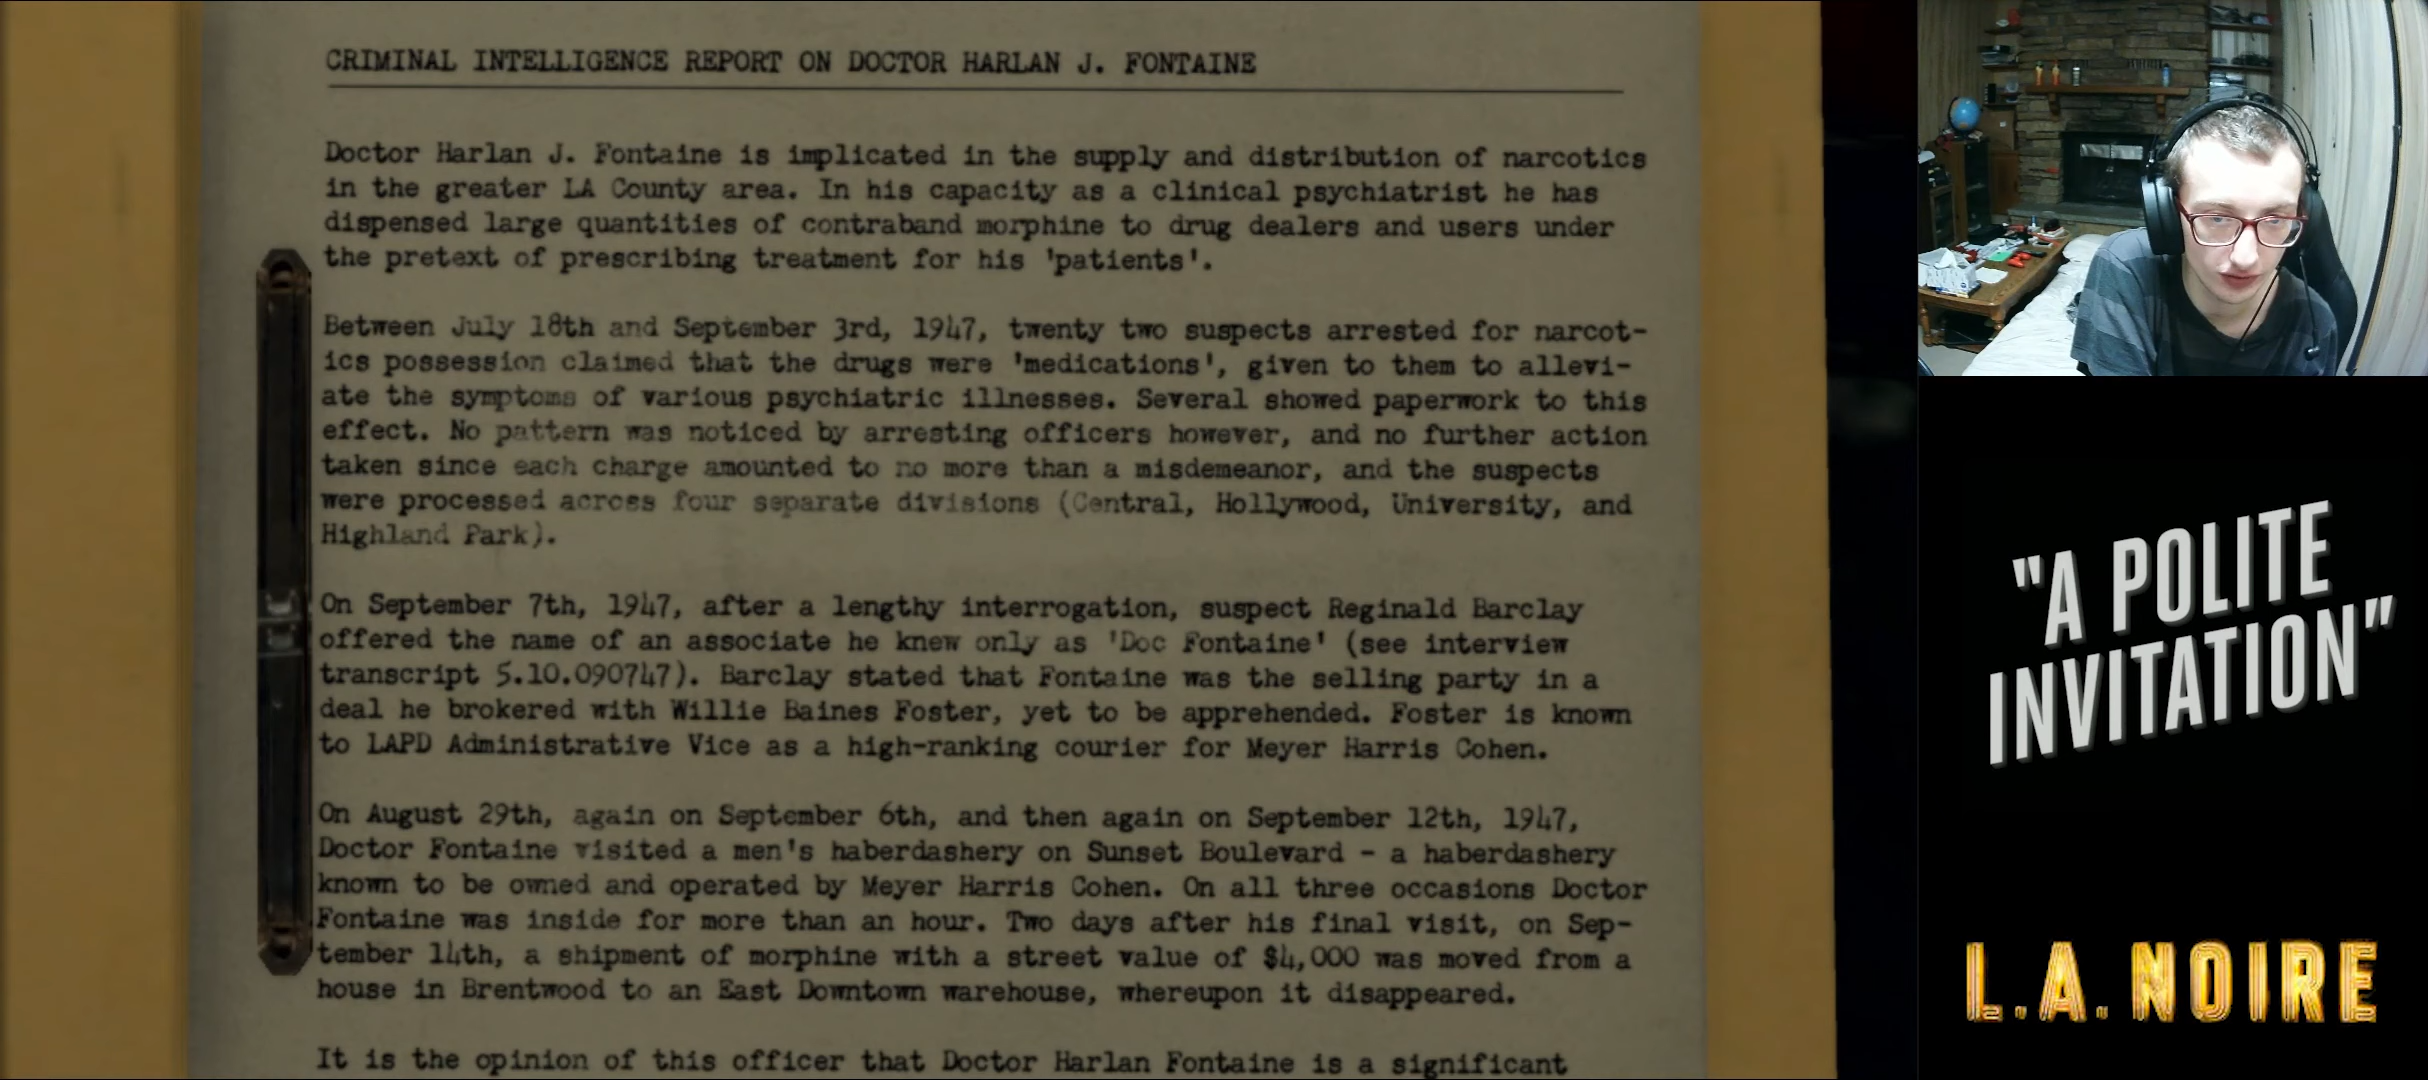 CRIMINAL INTELLIGENCE REPORT ON DOCTOR HARLAN J. FONTAINE
Doctor Harlan J. Fontaine is implicated in the supply and distribution of narcotics
in the greater LA County area. In his capacity as a clinical psychiatrist he has
dispensed large quantities of contraband morphine to drug dealers and users under
the pretext of prescribing treatment for his 'patients'.
Between July 18th and September 3rd, 1947, twenty two suspects arrested for narcot-
ics possession claimed that the drugs were 'medications', given to them to allevi-
ate the symptoms of various psychiatric illnesses. Several showed paperwork to this
effect. No pattern was noticed by arresting officers however, and no further action
taken since each charge amounted to no more than a misdemeanor, and the suspects
were processed across four separate divisions (Central, Hollywood, University, and
Highland Park).
On September 7th, 1947, after a lengthy interrogation, suspect Reginald Barclay
offered the name of an associate he knew only as 'Doc Fontaine' (see interview
transcript 5.10.090747). Barclay stated that Fontaine was the selling party in a
deal he brokered with Willie Baines Foster, yet to be apprehended. Foster is known
to LAPD Administrative Vice as a high-ranking courier for Meyer Harris Cohen.
On August 29th, again on September 6th, and then again on September 12th, 1947,
Doctor Fontaine visited a men's haberdashery on Sunset Boulevard - a haberdashery
known to be owned and operated by Meyer Harris Cohen. On all three occasions Doctor
Fontaine was inside for more than an hour. Two days after his final visit, on Sep-
tember 14th, a shipment of morphine with a street value of $4,000 was moved from a
house in Brentwood to an East Downtown warehouse, whereupon it disappeared.
It is the opinion of this officer that Doctor Harlan Fontaine is a significant
"A POLITE
INVITATION"
L.A. NOIRE